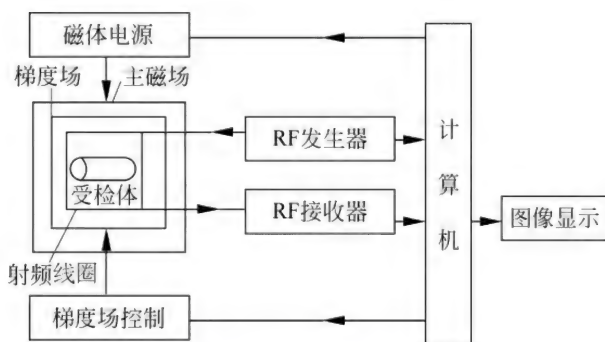 磁体电源
梯度场
主磁场
RF发生器
计算机
受检体
RF接收器
图像显示
射频线圈
梯度场控制